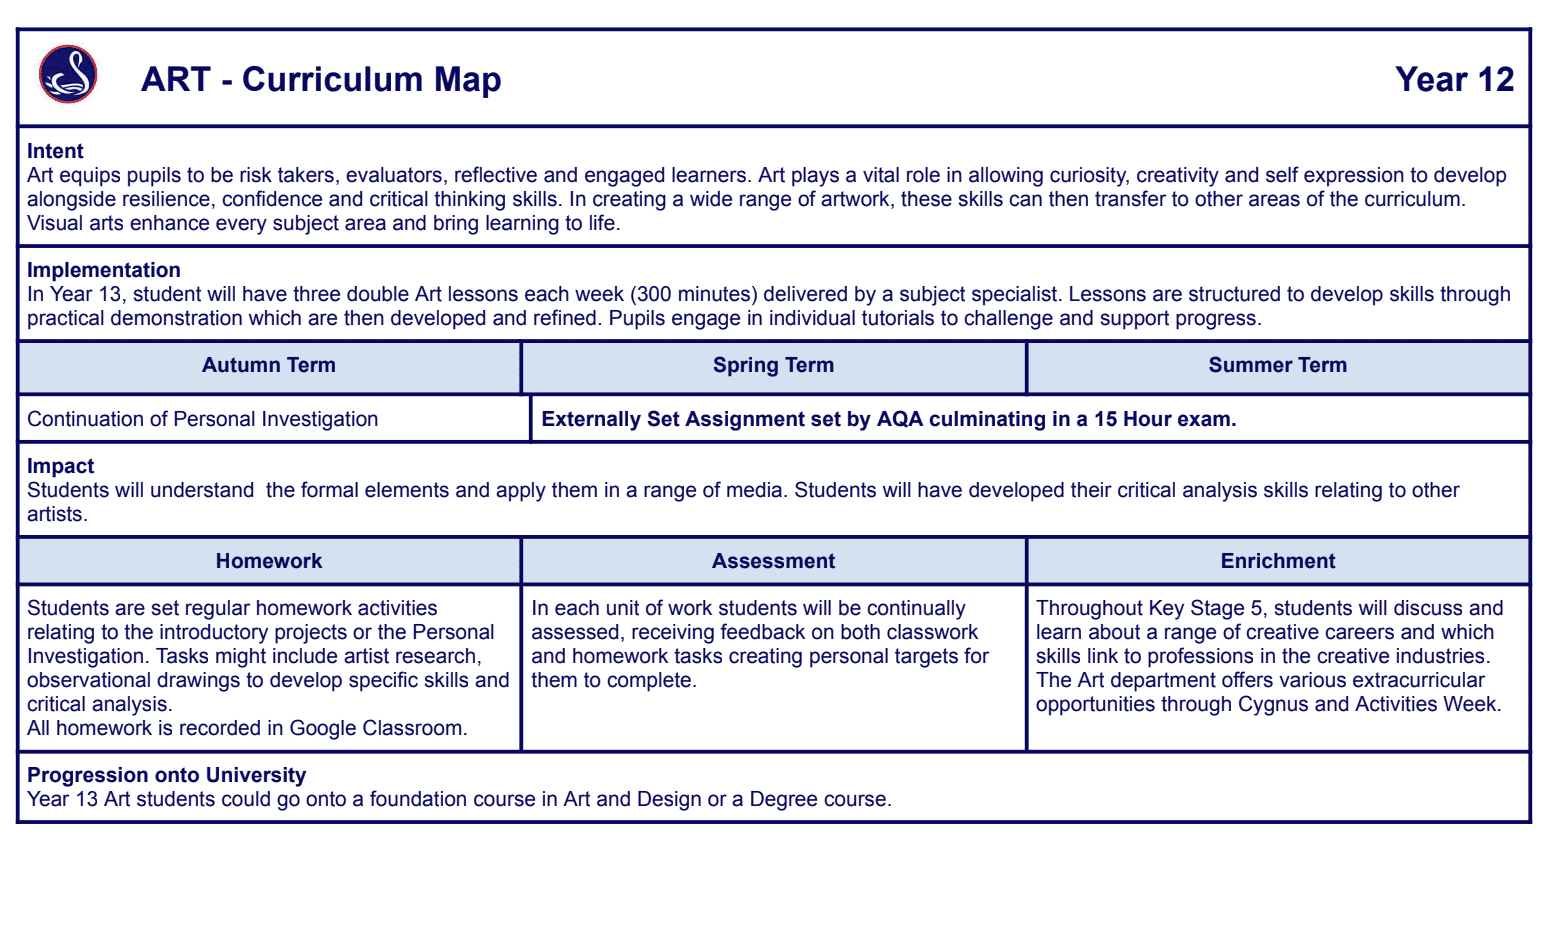 ART - Curriculum Map
Year 12
Intent
Art equips pupils to be risk takers, evaluators, reflective and engaged learners. Art plays a vital role in allowing curiosity, creativity and self expression to develop
alongside resilience, confidence and critical thinking skills. In creating a wide range of artwork, these skills can then transfer to other areas of the curriculum.
Visual arts enhance every subject area and bring learning to life.
Implementation
In Year 13, student will have three double Art lessons each week (300 minutes) delivered by a subject specialist. Lessons are structured to develop skills through
practical demonstration which are then developed and refined. Pupils engage in individual tutorials to challenge and support progress.
Autumn Term
Spring Term
Summer Term
Continuation of Personal Investigation
Externally Set Assignment set by AQA culminating in a 15 Hour exam.
Impact
Students will understand  the formal elements and apply them in a range of media. Students will have developed their critical analysis skills relating to other
artists.
Homework
Assessment
Enrichment
Students are set regular homework activities
relating to the introductory projects or the Personal
Investigation. Tasks might include artist research,
observational drawings to develop specific skills and
critical analysis.
All homework is recorded in Google Classroom.
In each unit of work students will be continually
assessed, receiving feedback on both classwork
and homework tasks creating personal targets for
them to complete.
Throughout Key Stage 5, students will discuss and
learn about a range of creative careers and which
skills link to professions in the creative industries.
The Art department offers various extracurricular
opportunities through Cygnus and Activities Week.
Progression onto University
Year 13 Art students could go onto a foundation course in Art and Design or a Degree course.